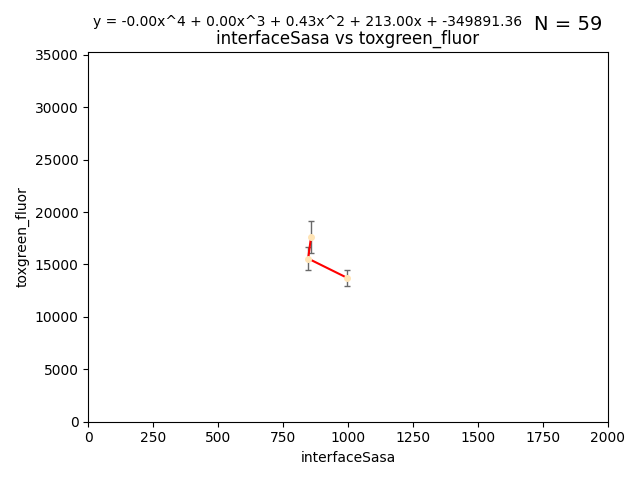 y = -0.00x^4 + 0.00x^3 + 0.43x^2 + 213.00x + -349891.36 N = 59
interfaceSasa vs toxgreen_fluor
35000
30000
25000
20000
15000
10000
5000
0
toxgreen_fluor
0 250 500 750 1000 1250 1500 1750 2000
interfaceSasa